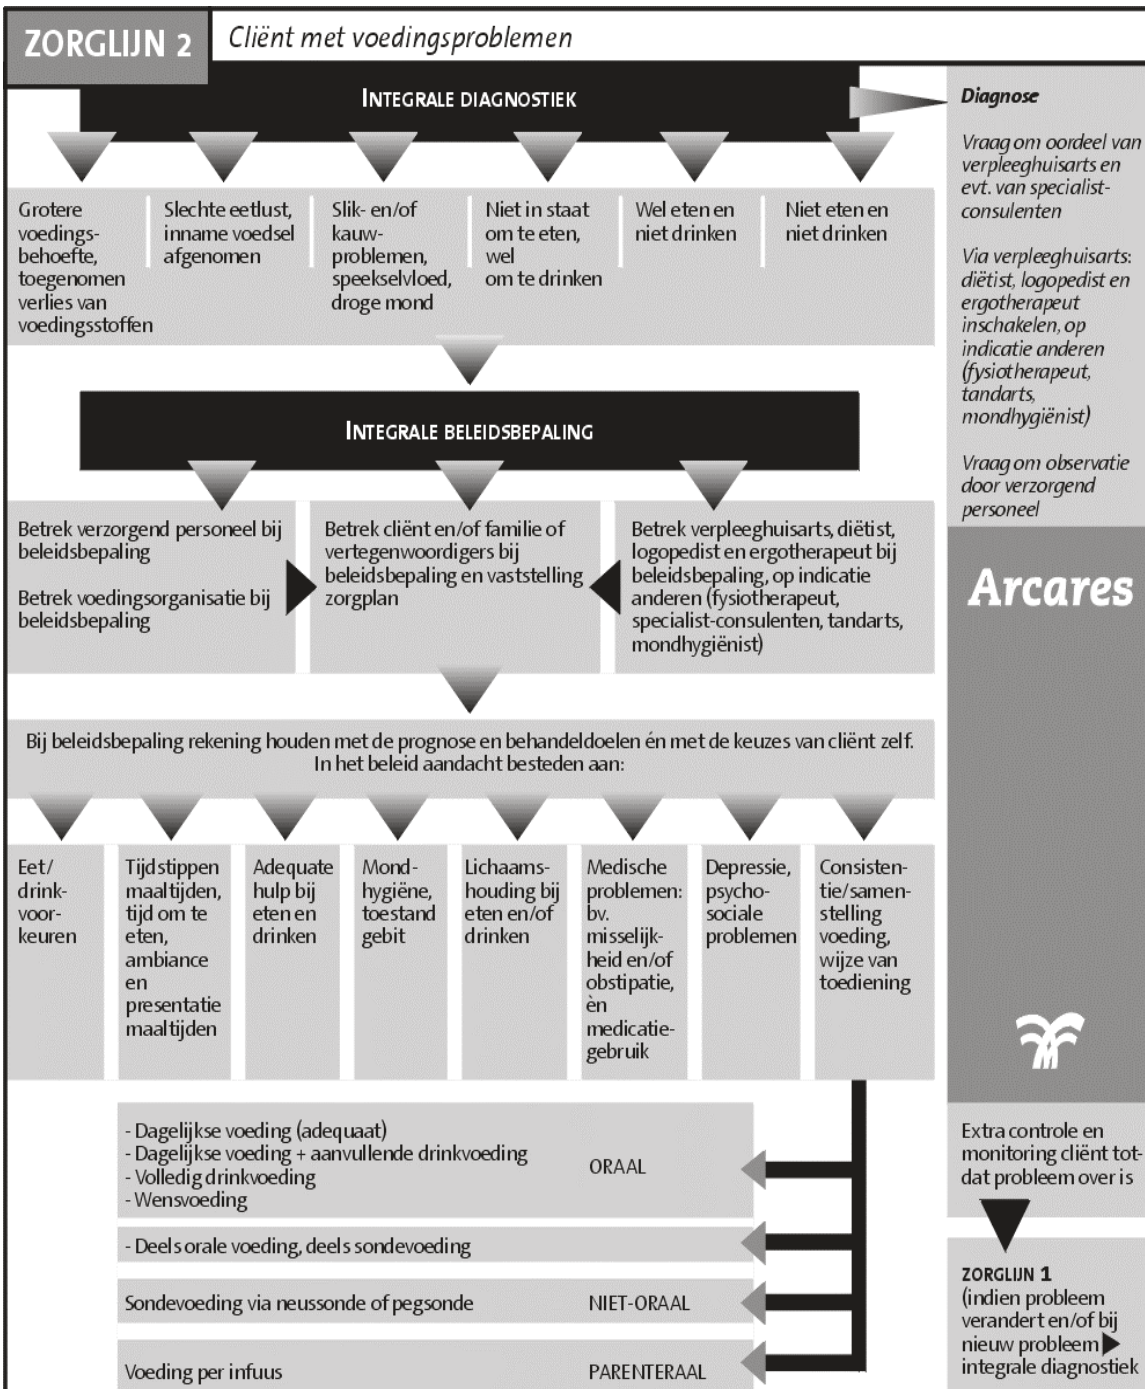 ZORGLIJN 2
Cliënt met voedingsproblemen
INTEGRALE DIAGNOSTIEK
Grotere
voedings-
behoefte,
toegenomen
verlies van
voedingsstoffen
Slechte eetlust,
inname voedsel
afgenomen
Slik- en/of
kauw-
problemen,
speekselvloed,
droge mond
Niet in staat
om te eten,
wel
om te drinken
Wel eten en
niet drinken
Niet eten en
niet drinken
INTEGRALE BELEIDSBEPALING
Betrek verzorgend personeel bij
beleidsbepaling
Betrek voedingsorganisatie bij
beleidsbepaling
Betrek cliënt en/of familie of
vertegenwoordigers bij
beleidsbepaling en vaststelling
zorgplan
Betrek verpleeghuisarts, diëtist,
logopedist en ergotherapeut bij
beleidsbepaling, op indicatie
anderen (fysiotherapeut,
specialist-consulenten, tandarts,
mondhygiënist)
Bij beleidsbepaling rekening houden met de prognose en behandeldoelen én met de keuzes van cliënt zelf.
In het beleid aandacht besteden aan:
Eet/
drink-
voor-
keuren
Tijdstippen
maaltijden,
tijd om te
eten,
ambiance
en
presentatie
maaltijden
Adequate
hulp bij
eten en
drinken
Mond-
hygiëne,
toestand
gebit
Lichaams-
houding bij
eten en/of
drinken
Medische
problemen:
bv.
misselijk-
heid en/of
obstipatie,
èn
medicatie-
gebruik
Depressie,
psycho-
sociale
problemen
Consisten-
tie/samen-
stelling
voeding,
wijze van
toediening
- Dagelijkse voeding (adequaat)
- Dagelijkse voeding + aanvullende drinkvoeding
- Volledig drinkvoeding
- Wensvoeding
ORAAL
- Deels orale voeding, deels sondevoeding
Sondevoeding via neussonde of pegsonde NIET-ORAAL
Voeding per infuus PARENTERAAL
Diagnose
Vraag om oordeel van
verpleeghuisarts en
evt. van specialist-
consulenten
Via verpleeghuisarts:
diëtist, logopedist en
ergotherapeut
inschakelen, op
indicatie anderen
(fysiotherapeut,
tandarts,
mondhygiënist)
Vraag om observatie
door verzorgend
personeel
Arcares
Extra controle en
monitoring cliënt tot-
dat probleem over is
ZORGLIJN 1
(indien probleem
verandert en/of bij
nieuw probleem ▶
integrale diagnostiek